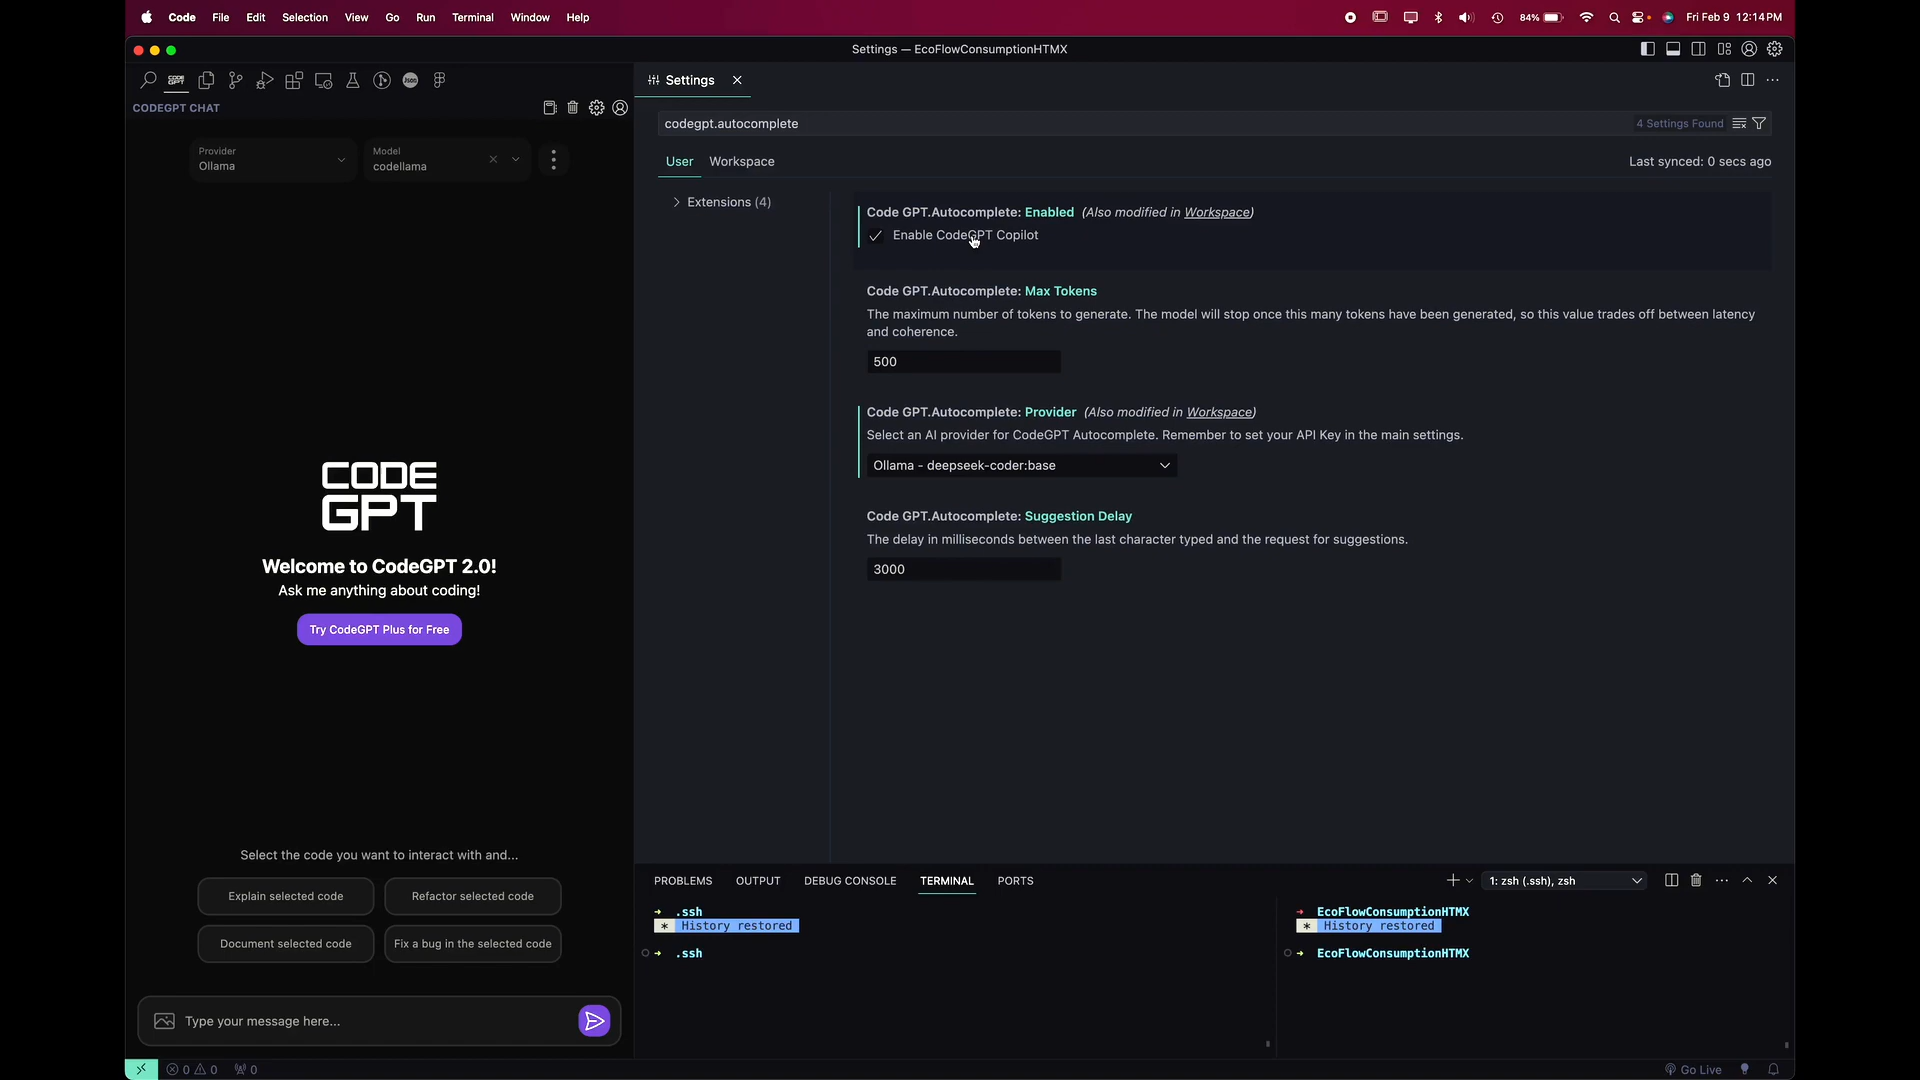 Code File Edit Selection View Go Run Terminal Window Help
84% Fri Feb 9 12:14 PM
Settings — EcoFlowConsumptionHTMX
CODE GPT
Json
CODEGPT CHAT
Provider
Ollama
Model
codellama
CODE
GPT
Welcome to CodeGPT 2.0!
Ask me anything about coding!
Try CodeGPT Plus for Free
Select the code you want to interact with and...
Explain selected code
Refactor selected code
Document selected code
Fix a bug in the selected code
Type your message here...
Settings
codegpt.autocomplete
4 Settings Found
User Workspace
Last synced: 0 secs ago
Extensions (4)
Code GPT.Autocomplete: Enabled (Also modified in Workspace)
Enable CodeGPT Copilot
Code GPT.Autocomplete: Max Tokens
The maximum number of tokens to generate. The model will stop once this many tokens have been generated, so this value trades off between latency
and coherence.
500
Code GPT.Autocomplete: Provider (Also modified in Workspace)
Select an AI provider for CodeGPT Autocomplete. Remember to set your API Key in the main settings.
Ollama - deepseek-coder:base
Code GPT.Autocomplete: Suggestion Delay
The delay in milliseconds between the last character typed and the request for suggestions.
3000
PROBLEMS OUTPUT DEBUG CONSOLE TERMINAL PORTS
1: zsh (.ssh), zsh
→ .ssh
* History restored
→ .ssh
→ EcoFlowConsumptionHTMX
* History restored
→ EcoFlowConsumptionHTMX
0 0 0
Go Live